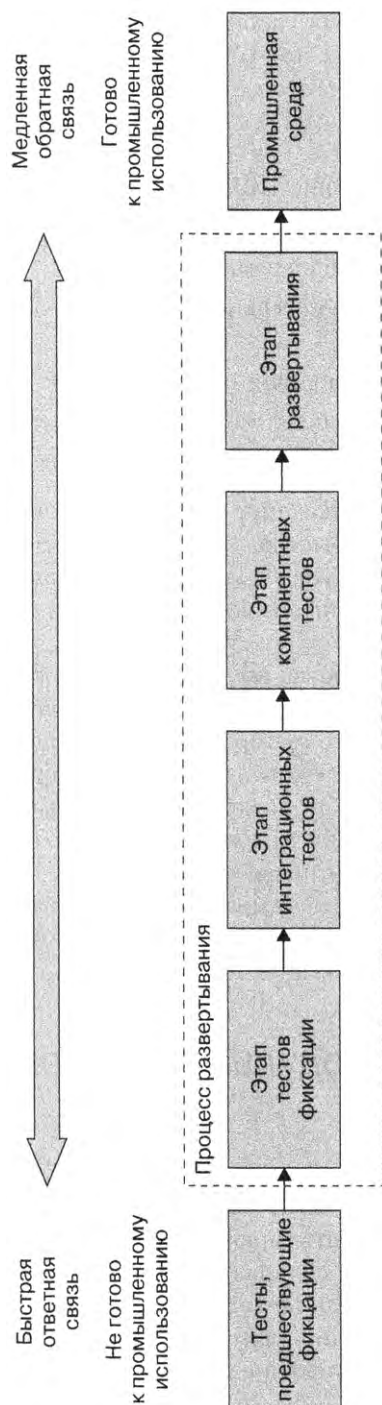 Быстрая
ответная
связь
Медленная
обратная
связь
Не готово
к промышленному
использованию
Готово
к промышленному
использованию
Процесс развертывания
Тесты,
предшествующие
фикцации
Этап
тестов
фиксации
Этап
интеграционных
тестов
Этап
компонентных
тестов
Этап
развертывания
Промышленная
среда